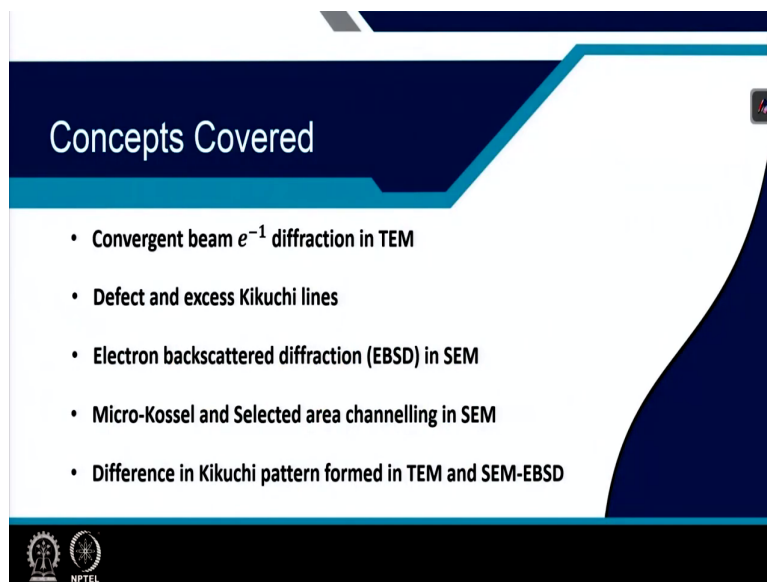 Concepts Covered
• Convergent beam e⁻¹ diffraction in TEM
• Defect and excess Kikuchi lines
• Electron backscattered diffraction (EBSD) in SEM
• Micro-Kossel and Selected area channelling in SEM
• Difference in Kikuchi pattern formed in TEM and SEM-EBSD
NPTEL